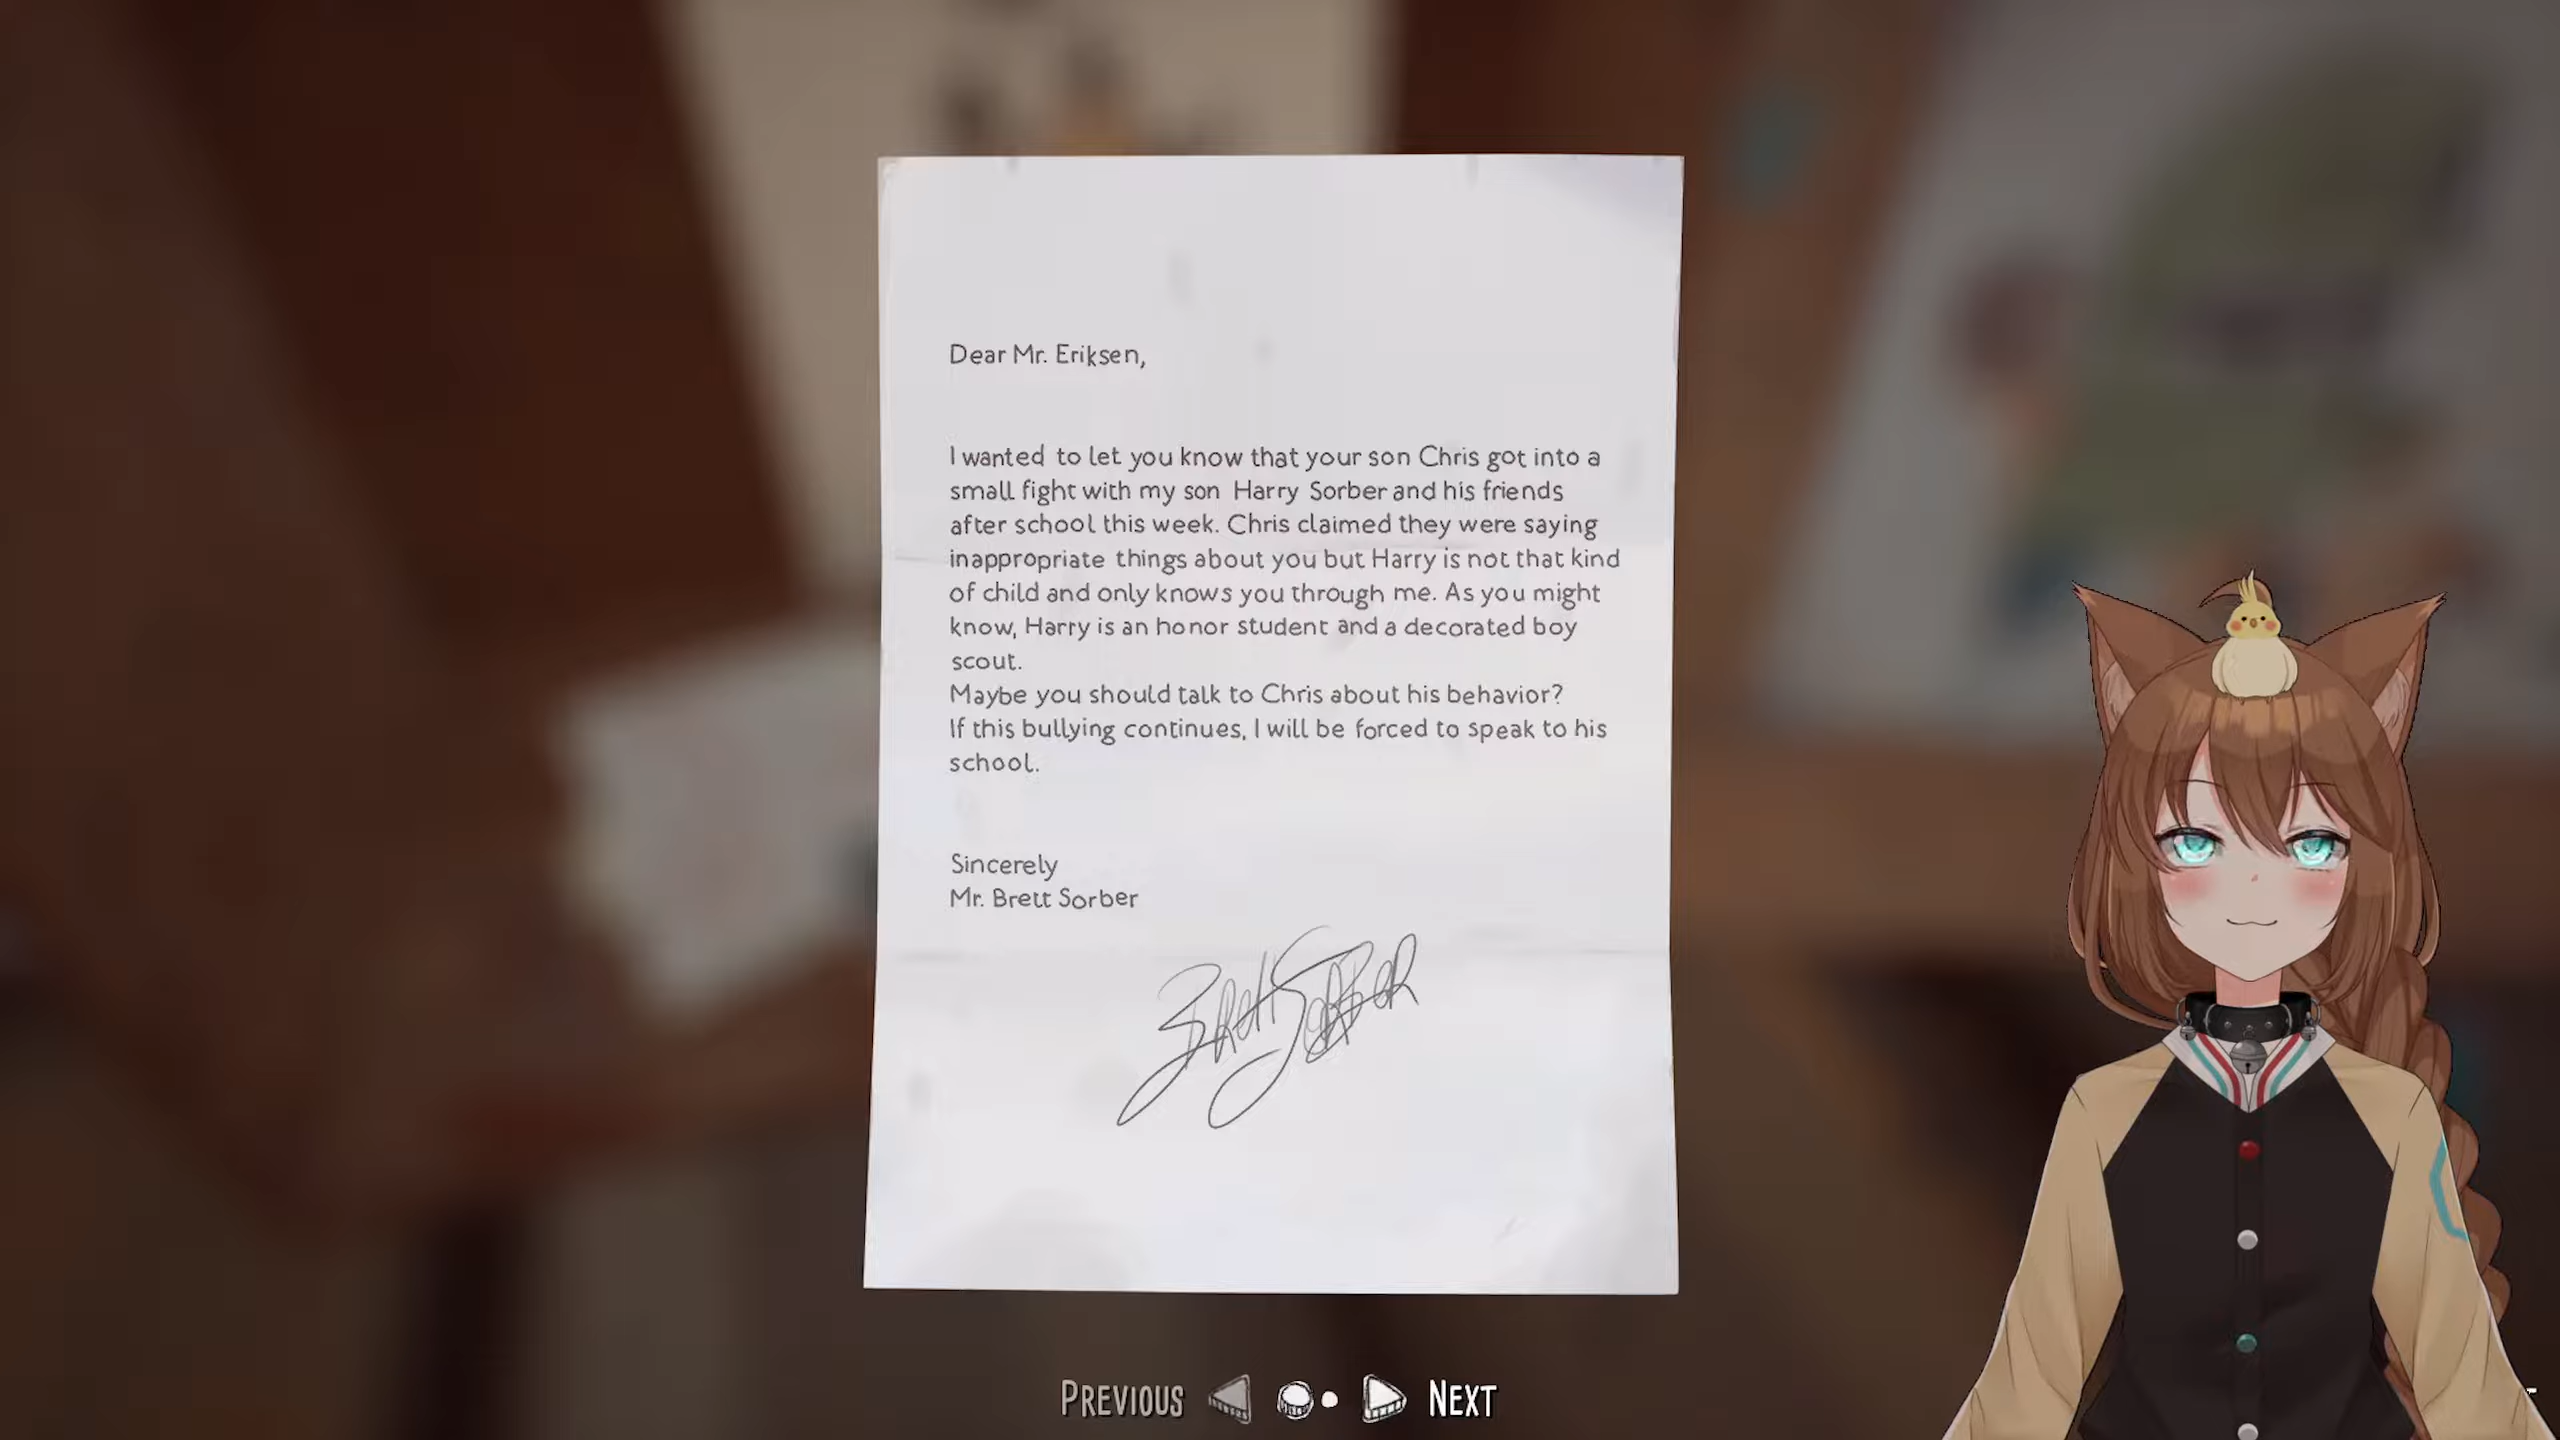 Dear Mr. Eriksen,
I wanted to let you know that your son Chris got into a
small fight with my son Harry Sorber and his friends
after school this week. Chris claimed they were saying
inappropriate things about you but Harry is not that kind
of child and only knows you through me. As you might
know, Harry is an honor student and a decorated boy
scout.
Maybe you should talk to Chris about his behavior?
If this bullying continues, I will be forced to speak to his
school.
Sincerely
Mr. Brett Sorber
Brett Sorber
PREVIOUS NEXT